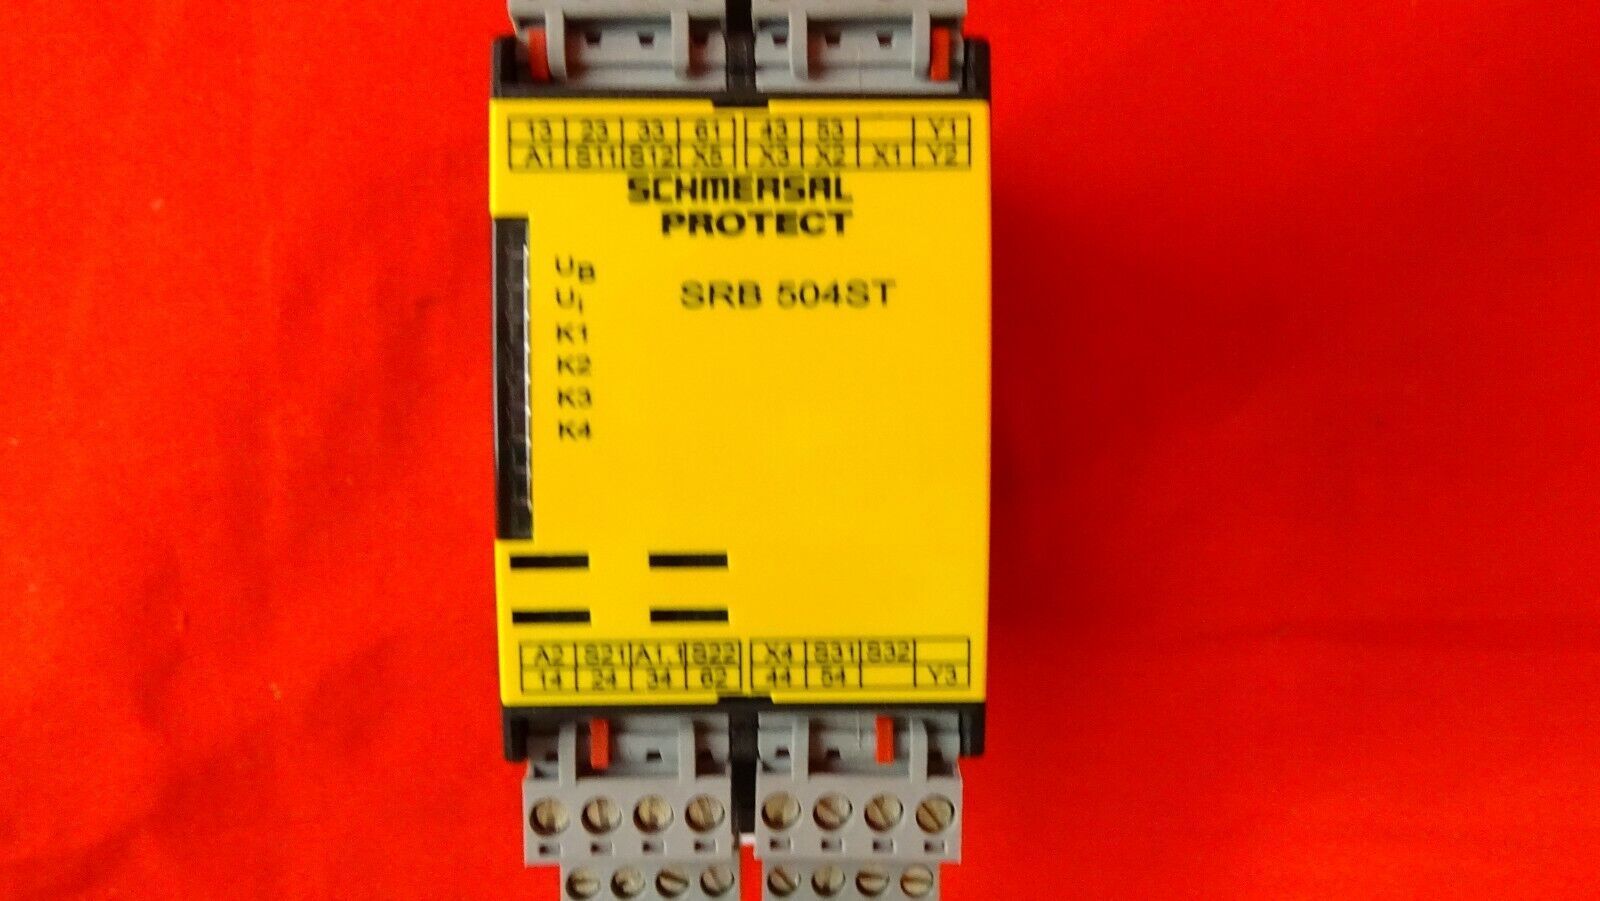 13 23 33 61 43 53 Y1
A1 S11 S12 X5 X3 X2 X1 Y2
SCHMERSAL
PROTECT
UB
Ui
SRB 504ST
K1
K2
K3
K4
A2 S21 A1.1 S22 X4 S31 S32
14 24 34 62 44 54 Y3